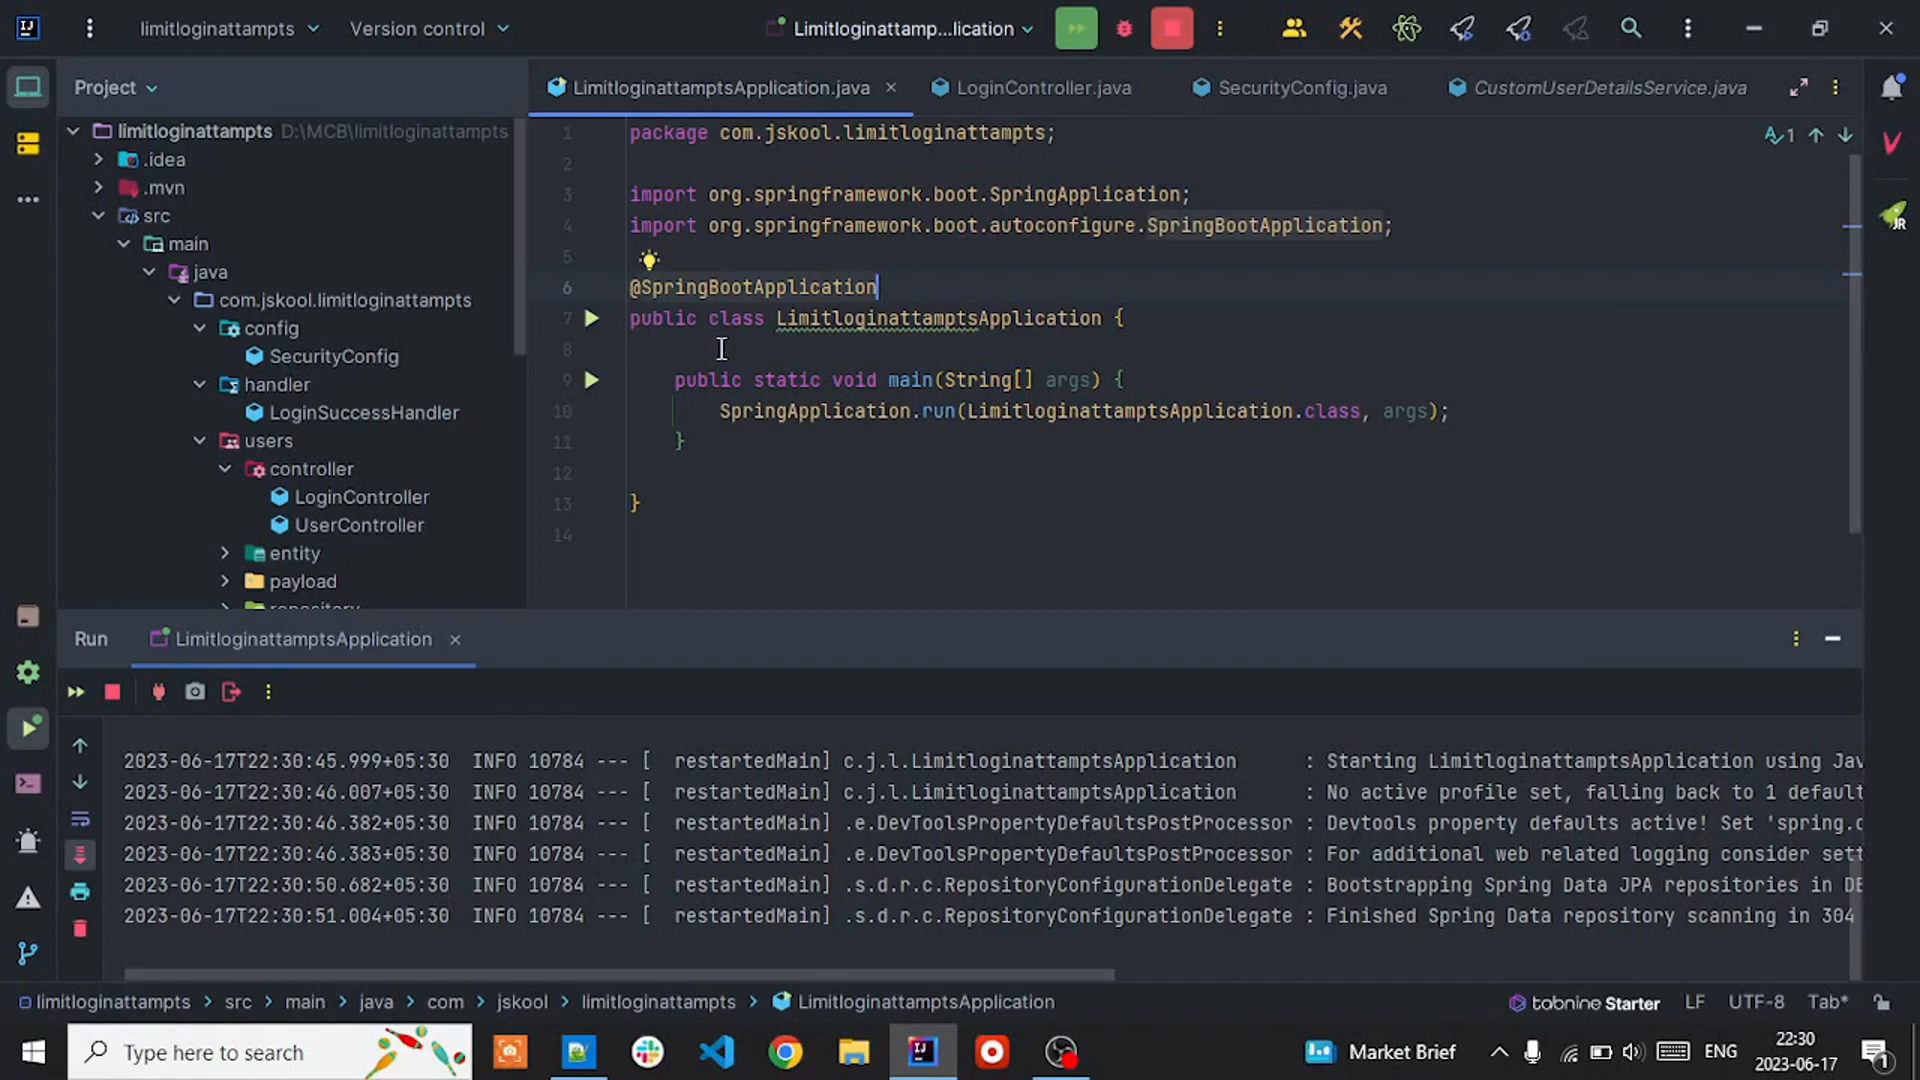 limitloginattampts
Version control
Limitloginattamp...lication
Project
LimitloginattamptsApplication.java
LoginController.java
SecurityConfig.java
CustomUserDetailsService.java
limitloginattampts D:\MCB\limitloginattampts
.idea
.mvn
src
main
java
com.jskool.limitloginattampts
config
SecurityConfig
handler
LoginSuccessHandler
users
controller
LoginController
UserController
entity
payload
repository
1 package com.jskool.limitloginattampts;
2
3 import org.springframework.boot.SpringApplication;
4 import org.springframework.boot.autoconfigure.SpringBootApplication;
5
6 @SpringBootApplication
7 public class LimitloginattamptsApplication {
8
9 public static void main(String[] args) {
10 SpringApplication.run(LimitloginattamptsApplication.class, args);
11 }
12
13 }
14
1
JR
Run LimitloginattamptsApplication
2023-06-17T22:30:45.999+05:30 INFO 10784 --- [ restartedMain] c.j.l.LimitloginattamptsApplication : Starting LimitloginattamptsApplication using Jav
2023-06-17T22:30:46.007+05:30 INFO 10784 --- [ restartedMain] c.j.l.LimitloginattamptsApplication : No active profile set, falling back to 1 default
2023-06-17T22:30:46.382+05:30 INFO 10784 --- [ restartedMain] .e.DevToolsPropertyDefaultsPostProcessor : Devtools property defaults active! Set 'spring.d
2023-06-17T22:30:46.383+05:30 INFO 10784 --- [ restartedMain] .e.DevToolsPropertyDefaultsPostProcessor : For additional web related logging consider set
2023-06-17T22:30:50.682+05:30 INFO 10784 --- [ restartedMain] .s.d.r.c.RepositoryConfigurationDelegate : Bootstrapping Spring Data JPA repositories in DE
2023-06-17T22:30:51.004+05:30 INFO 10784 --- [ restartedMain] .s.d.r.c.RepositoryConfigurationDelegate : Finished Spring Data repository scanning in 304
limitloginattampts > src > main > java > com > jskool > limitloginattampts > LimitloginattamptsApplication
tabnine Starter LF UTF-8 Tab*
Type here to search
Market Brief
ENG
22:30
2023-06-17
1